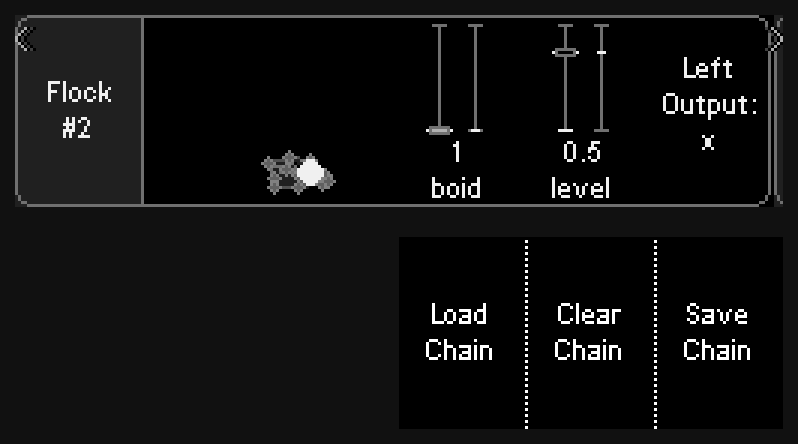 Flock
#2
1
boid
0.5
level
Left
Output:
x
Load
Chain
Clear
Chain
Save
Chain